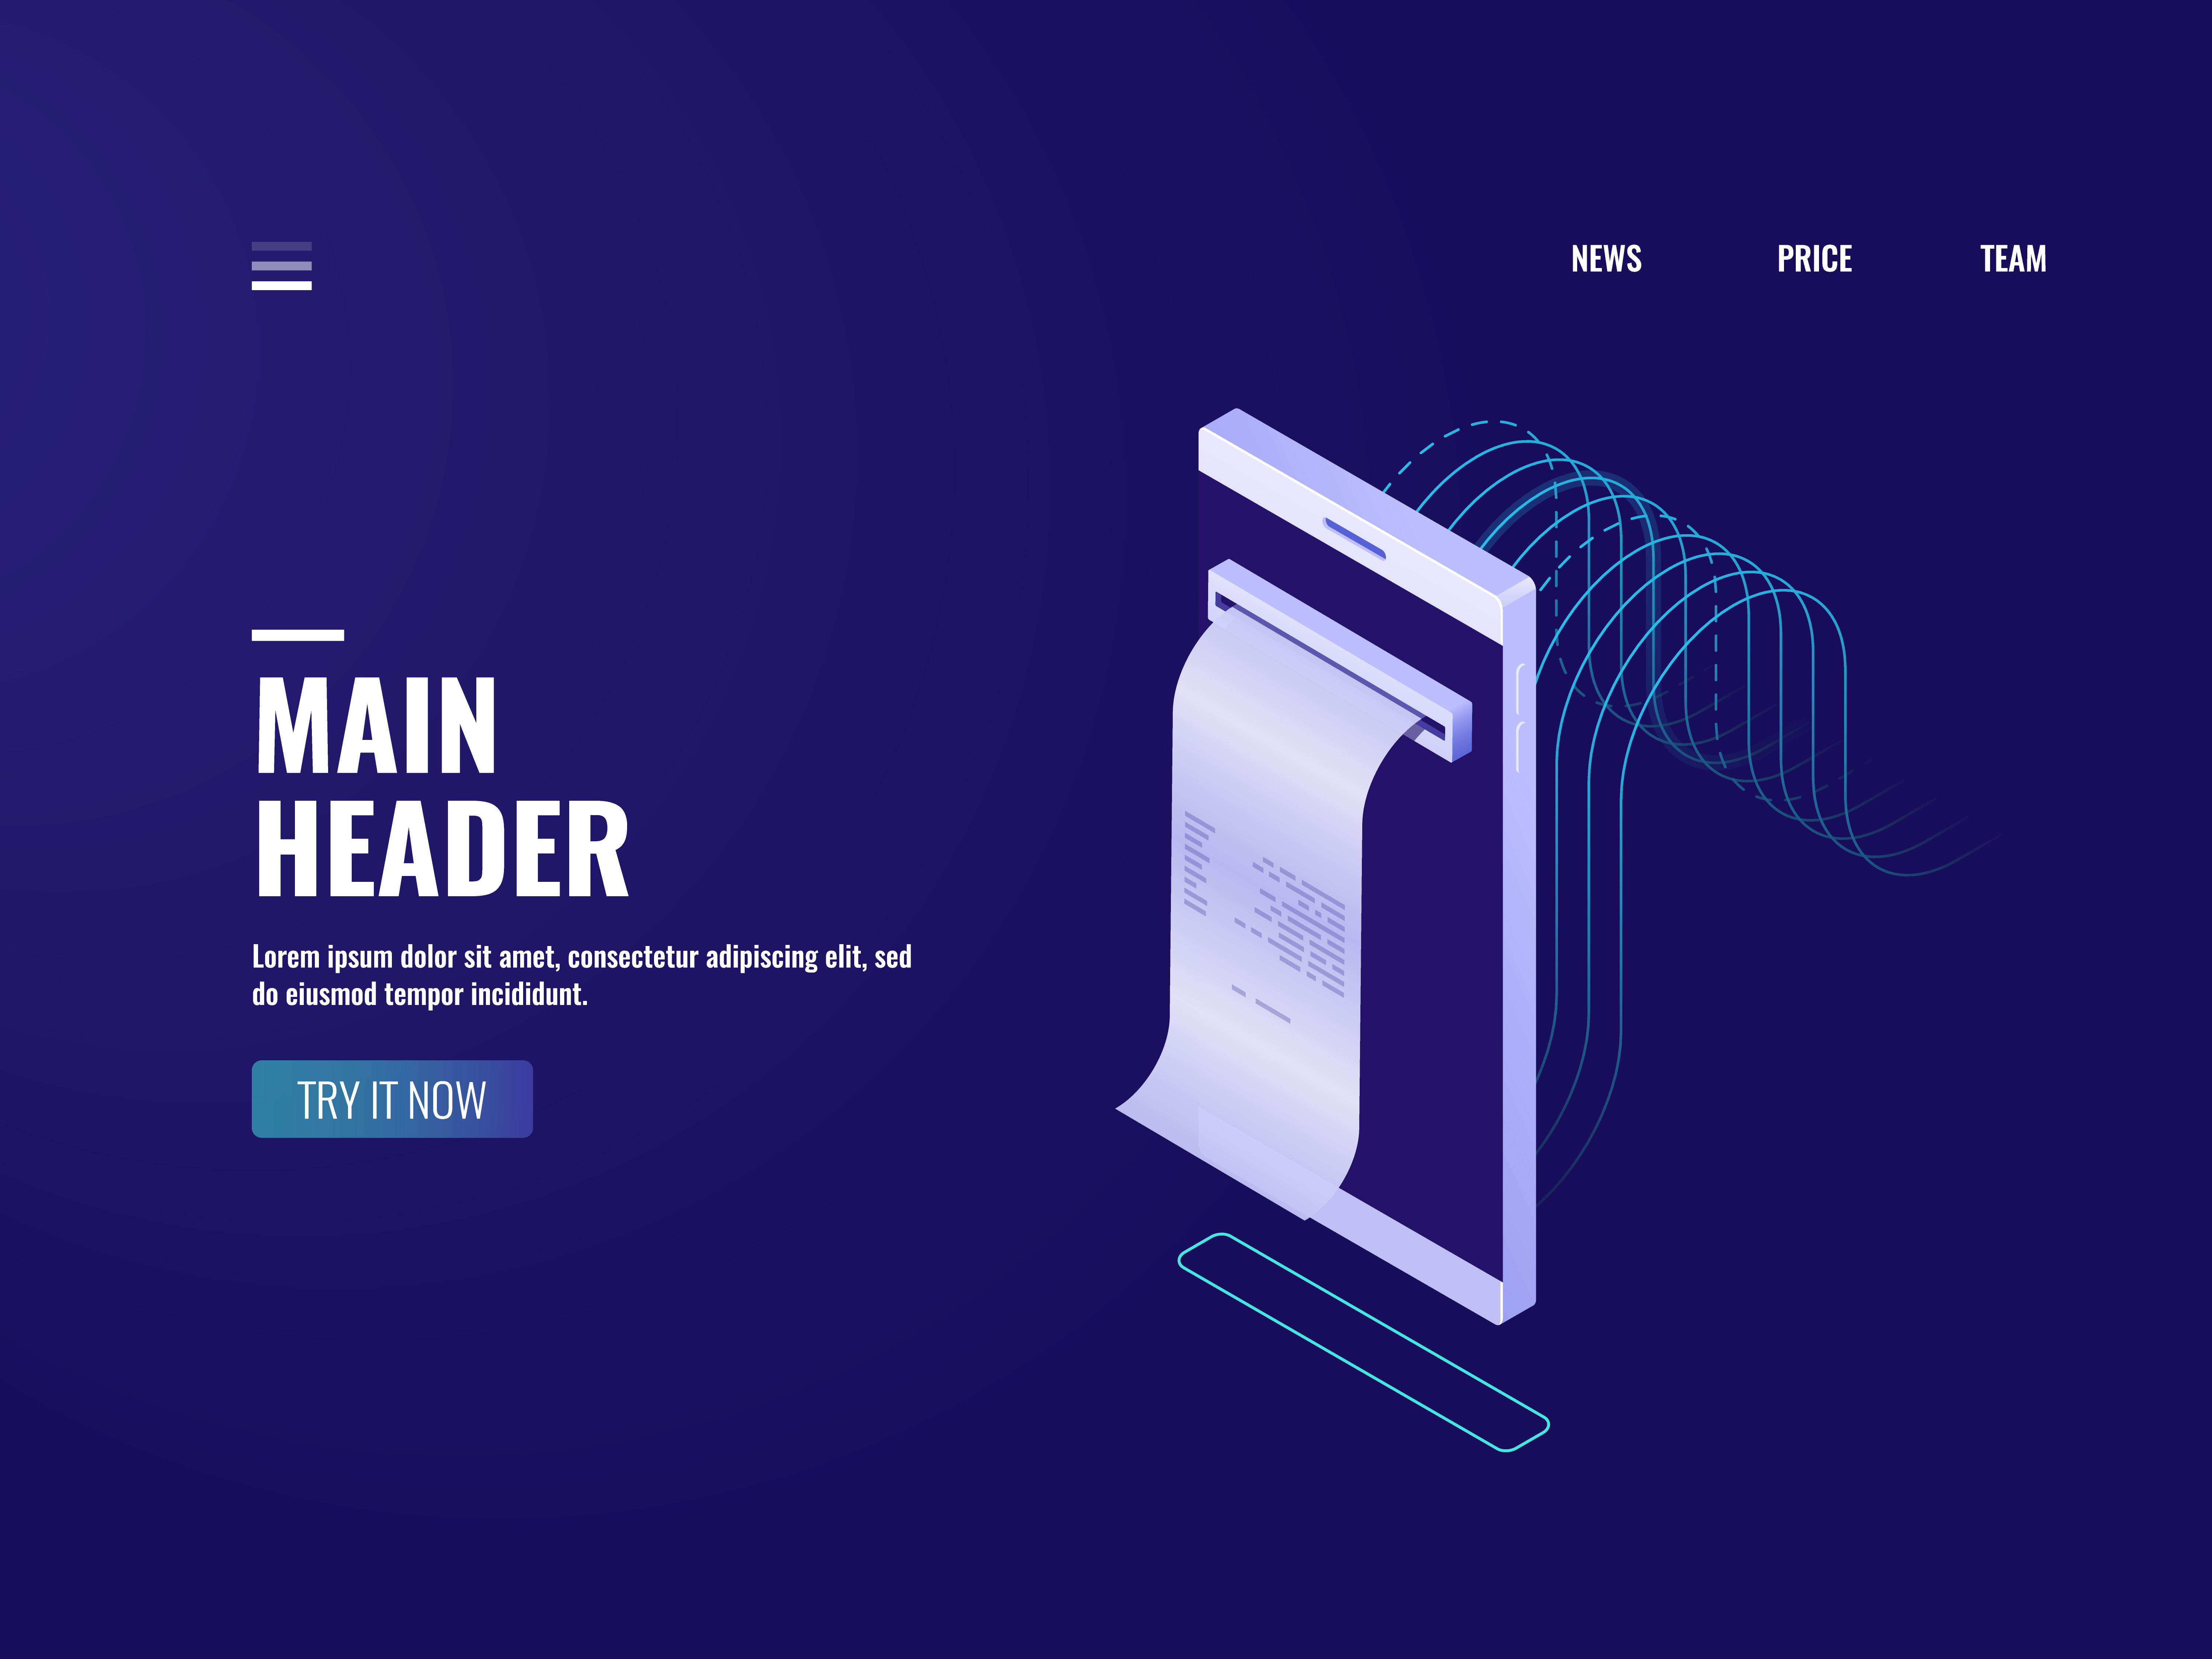 NEWS PRICE TEAM
MAIN
HEADER
Lorem ipsum dolor sit amet, consectetur adipiscing elit, sed
do eiusmod tempor incididunt.
TRY IT NOW